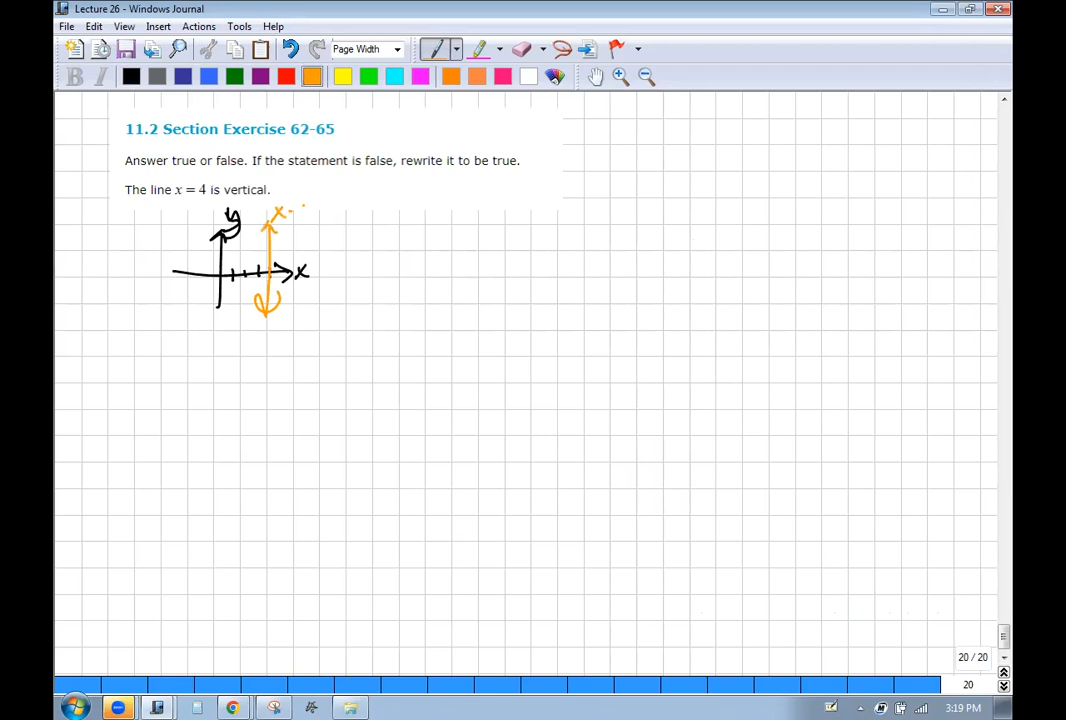 Lecture 26 - Windows Journal
File Edit View Insert Actions Tools Help
Page Width
B I
11.2 Section Exercise 62-65
Answer true or false. If the statement is false, rewrite it to be true.
The line x = 4 is vertical.
y
x
x
20 / 20
20
3:19 PM